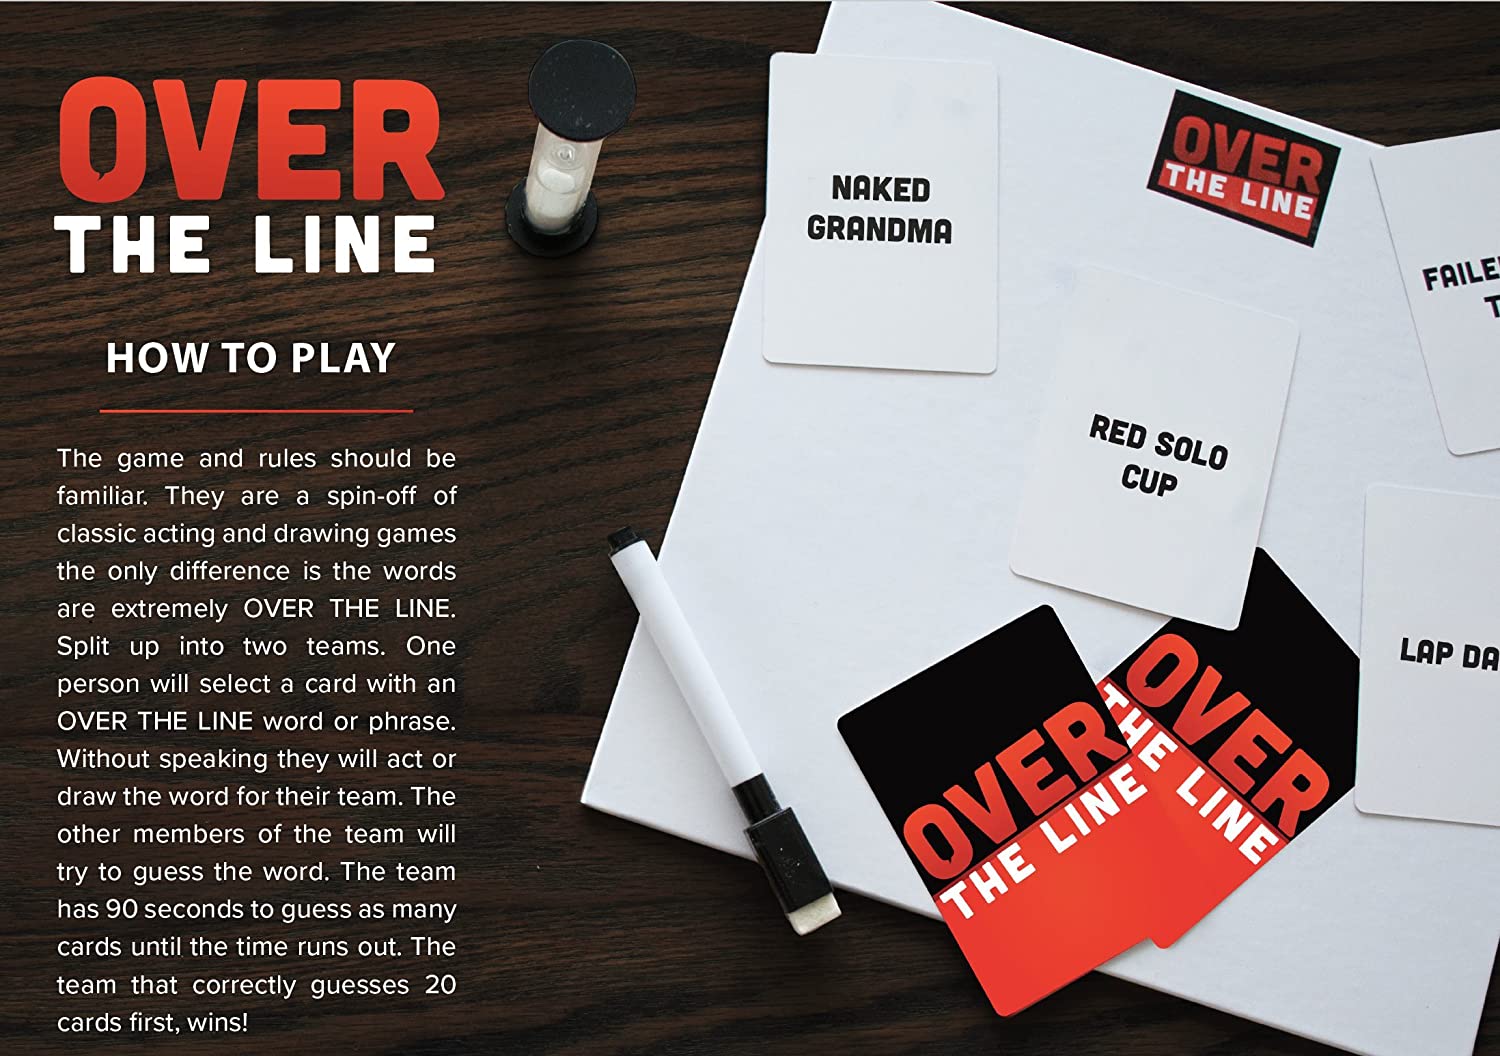 OVER
THE LINE
HOW TO PLAY
The game and rules should be
familiar. They are a spin-off of
classic acting and drawing games
the only difference is the words
are extremely OVER THE LINE.
Split up into two teams. One
person will select a card with an
OVER THE LINE word or phrase.
Without speaking they will act or
draw the word for their team. The
other members of the team will
try to guess the word. The team
has 90 seconds to guess as many
cards until the time runs out. The
team that correctly guesses 20
cards first, wins!
NAKED
GRANDMA
OVER
THE LINE
RED SOLO
CUP
LAP
OVER
THE LINE
OVER
THE LINE